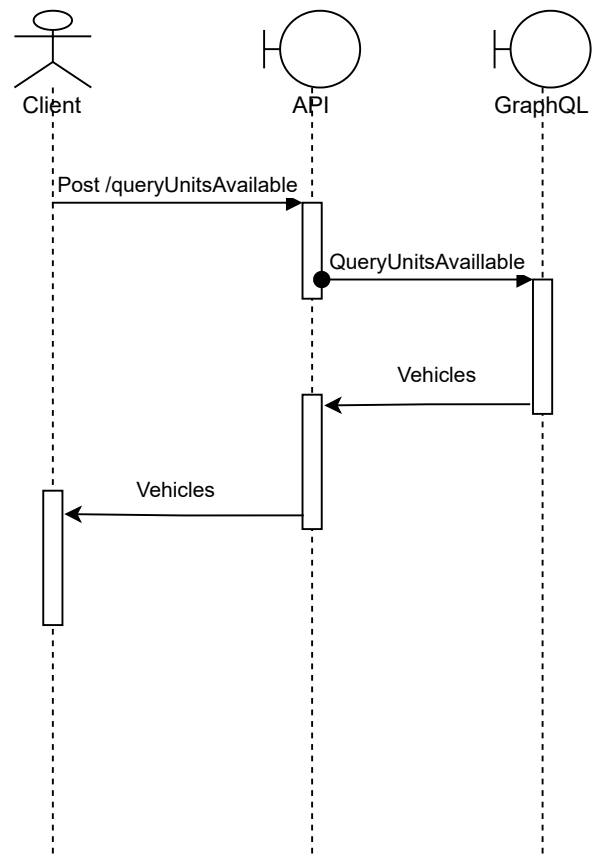 Client
API
GraphQL
Post /queryUnitsAvailable
QueryUnitsAvaillable
Vehicles
Vehicles